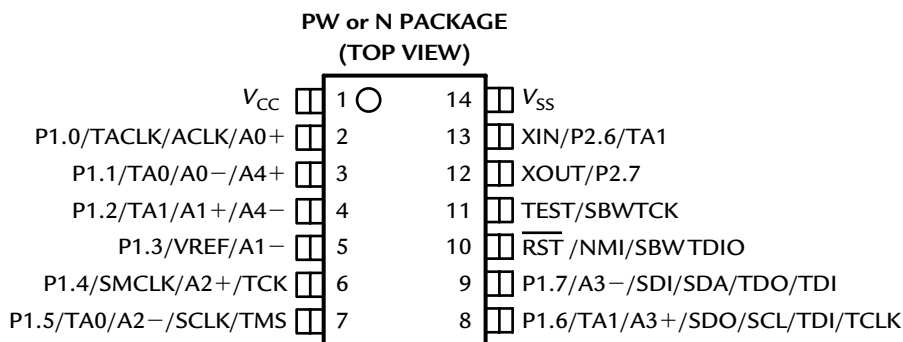 PW or N PACKAGE
(TOP VIEW)
VCC 1 14 VSS
P1.0/TACLK/ACLK/A0+ 2 13 XIN/P2.6/TA1
P1.1/TA0/A0−/A4+ 3 12 XOUT/P2.7
P1.2/TA1/A1+/A4− 4 11 TEST/SBWTCK
P1.3/VREF/A1− 5 10 RST /NMI/SBWTDIO
P1.4/SMCLK/A2+/TCK 6 9 P1.7/A3−/SDI/SDA/TDO/TDI
P1.5/TA0/A2−/SCLK/TMS 7 8 P1.6/TA1/A3+/SDO/SCL/TDI/TCLK